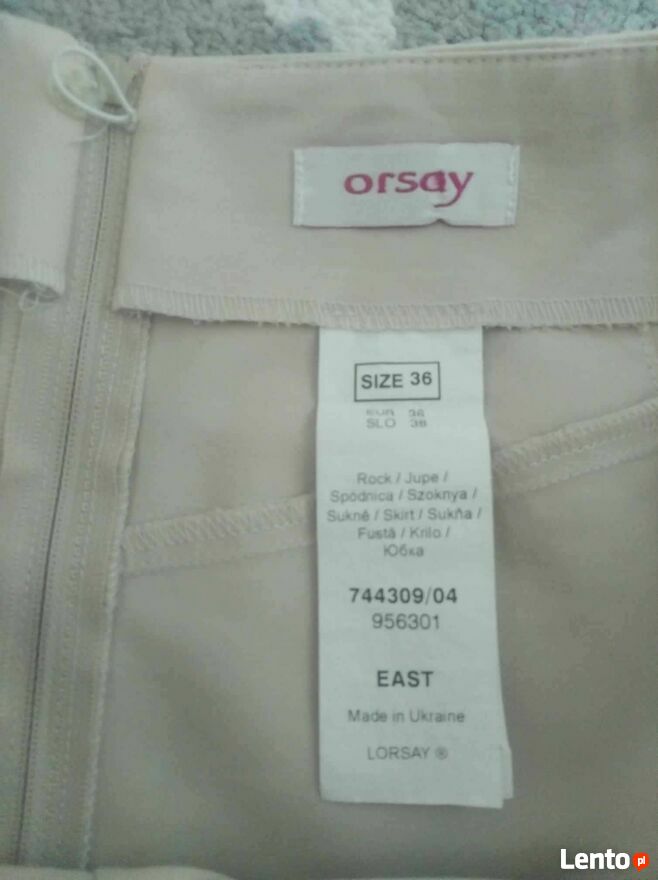 orsay
SIZE 36
EUR 36
SLO 38
Rock / Jupe /
Spódnica / Szoknya /
Sukně / Skirt / Sukňa /
Fustă / Krilo /
Юбка
744309/04
956301
EAST
Made in Ukraine
LORSAY ®
Lento pl